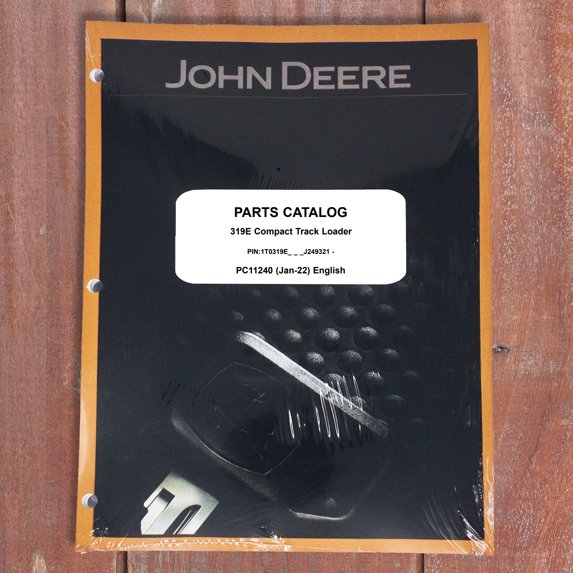 JOHN DEERE
PARTS CATALOG
319E Compact Track Loader
PIN:1T0319E_ _ _J249321 -
PC11240 (Jan-22) English